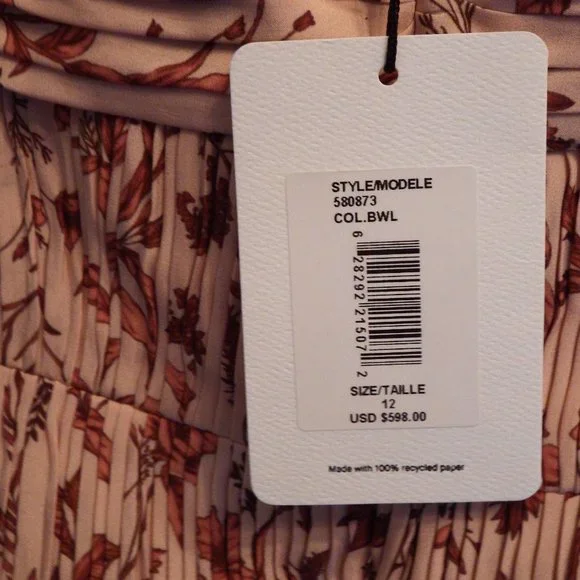 STYLE/MODELE
580873
COL.BWL
6 28292 21507 2
SIZE/TAILLE
12
USD $598.00
Made with 100% recycled paper